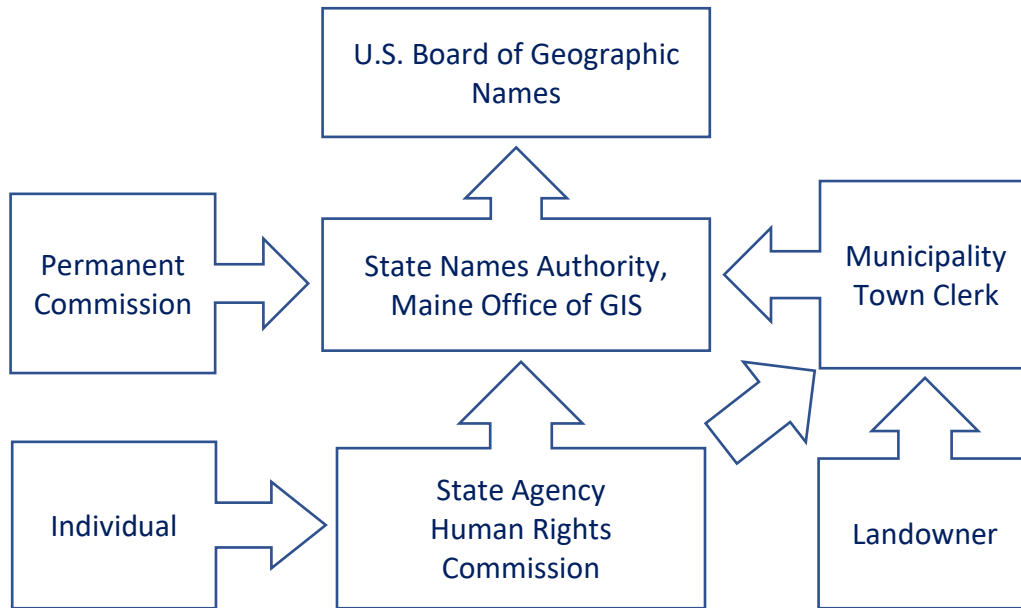 U.S. Board of Geographic
Names
Permanent
Commission
State Names Authority,
Maine Office of GIS
Municipality
Town Clerk
Individual
State Agency
Human Rights
Commission
Landowner